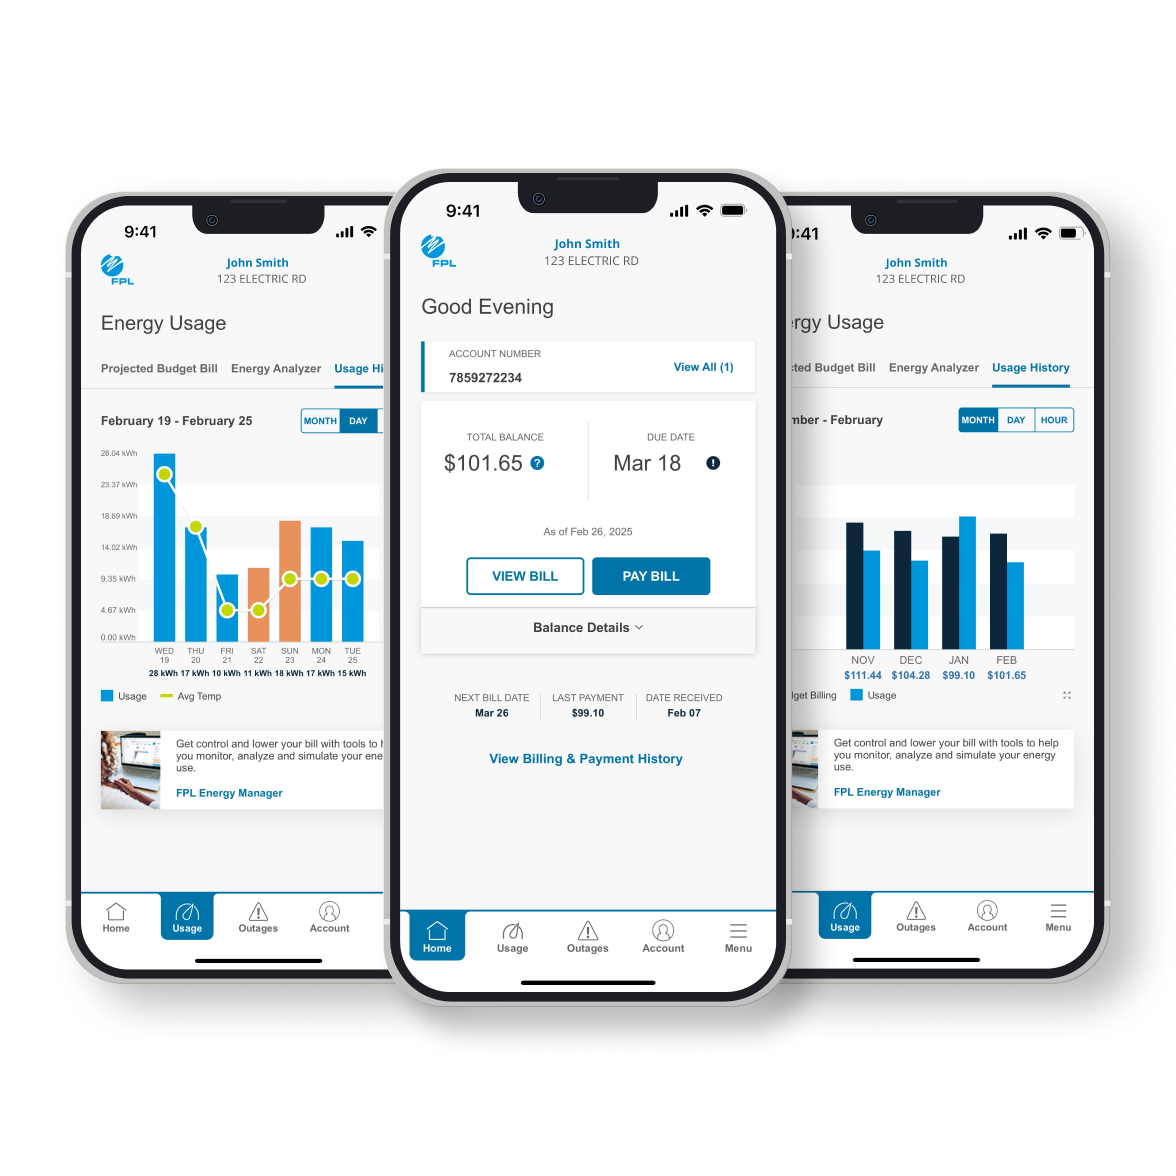 9:41
FPL
John Smith
123 ELECTRIC RD
Energy Usage
Projected Budget Bill Energy Analyzer Usage Hi
February 19 - February 25
MONTH DAY
28.04 kWh
23.37 kWh
18.69 kWh
14.02 kWh
9.35 kWh
4.67 kWh
0.00 kWh
WED THU FRI SAT SUN MON TUE
19 20 21 22 23 24 25
28 kWh 17 kWh 10 kWh 11 kWh 18 kWh 17 kWh 15 kWh
Usage Avg Temp
Get control and lower your bill with tools to h
you monitor, analyze and simulate your ene
use.
FPL Energy Manager
Home Usage Outages Account
9:41
FPL
John Smith
123 ELECTRIC RD
Good Evening
ACCOUNT NUMBER
7859272234
View All (1)
TOTAL BALANCE DUE DATE
$101.65 ? Mar 18 !
As of Feb 26, 2025
VIEW BILL PAY BILL
Balance Details
NEXT BILL DATE LAST PAYMENT DATE RECEIVED
Mar 26 $99.10 Feb 07
View Billing & Payment History
Home Usage Outages Account Menu
:41
John Smith
123 ELECTRIC RD
rgy Usage
cted Budget Bill Energy Analyzer Usage History
mber - February
MONTH DAY HOUR
NOV DEC JAN FEB
$111.44 $104.28 $99.10 $101.65
dget Billing Usage
Get control and lower your bill with tools to help
you monitor, analyze and simulate your energy
use.
FPL Energy Manager
Usage Outages Account Menu